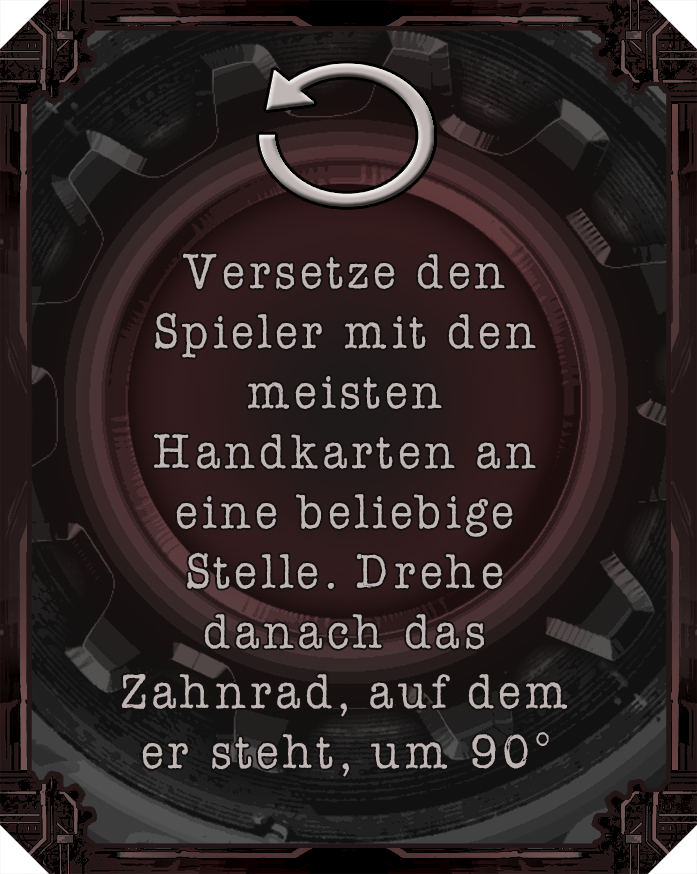 Versetze den
Spieler mit den
meisten
Handkarten an
eine beliebige
Stelle. Drehe
danach das
Zahnrad, auf dem
er steht, um 90°